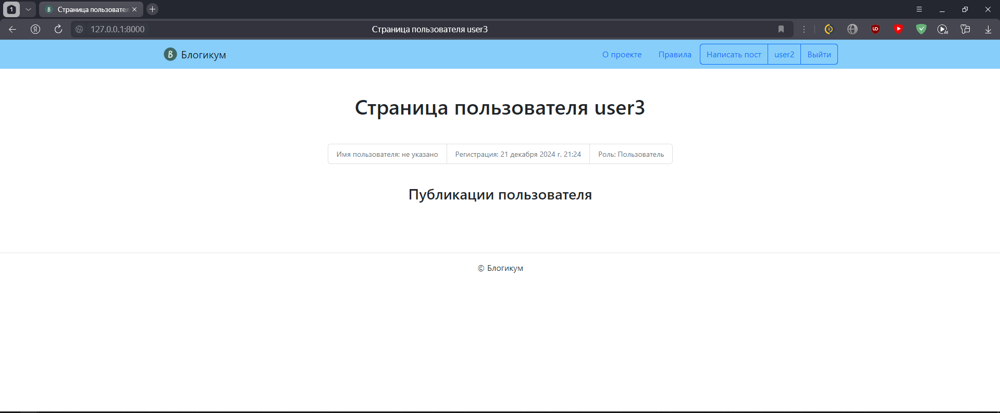 1
Страница пользовател
127.0.0.1:8000
Страница пользователя user3
Блогикум
О проекте
Правила
Написать пост
user2
Выйти
Страница пользователя user3
Имя пользователя: не указано
Регистрация: 21 декабря 2024 г. 21:24
Роль: Пользователь
Публикации пользователя
© Блогикум